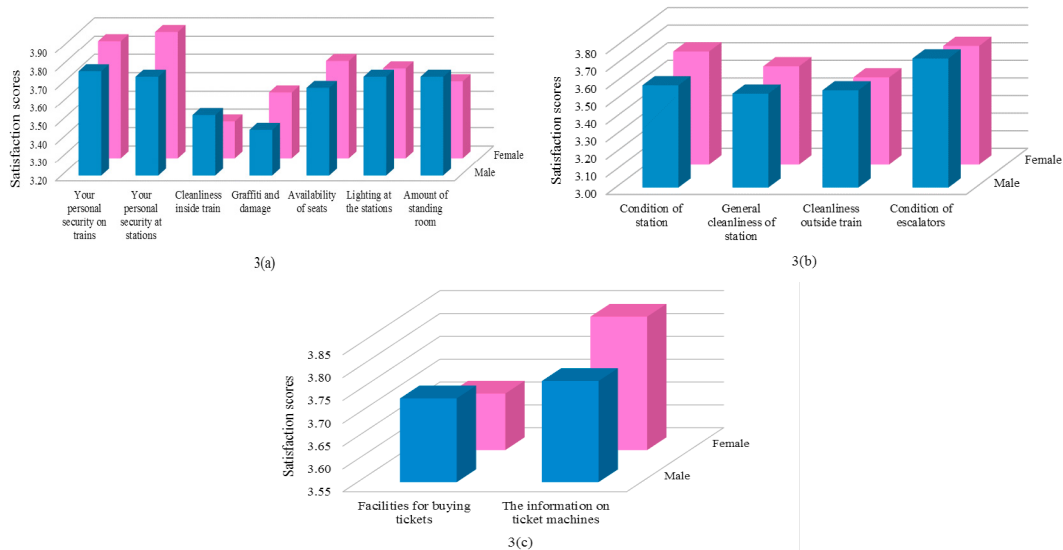 Satisfaction scores
3.90
3.80
3.70
3.60
3.50
3.40
3.30
3.20
Female
Male
Your personal security on trains
Your personal security at stations
Cleanliness inside train
Graffiti and damage
Availability of seats
Lighting at the stations
Amount of standing room
3(a)
Satisfaction scores
3.80
3.70
3.60
3.50
3.40
3.30
3.20
3.10
3.00
Female
Male
Condition of station
General cleanliness of station
Cleanliness outside train
Condition of escalators
3(b)
Satisfaction scores
3.85
3.80
3.75
3.70
3.65
3.60
3.55
Female
Male
Facilities for buying tickets
The information on ticket machines
3(c)